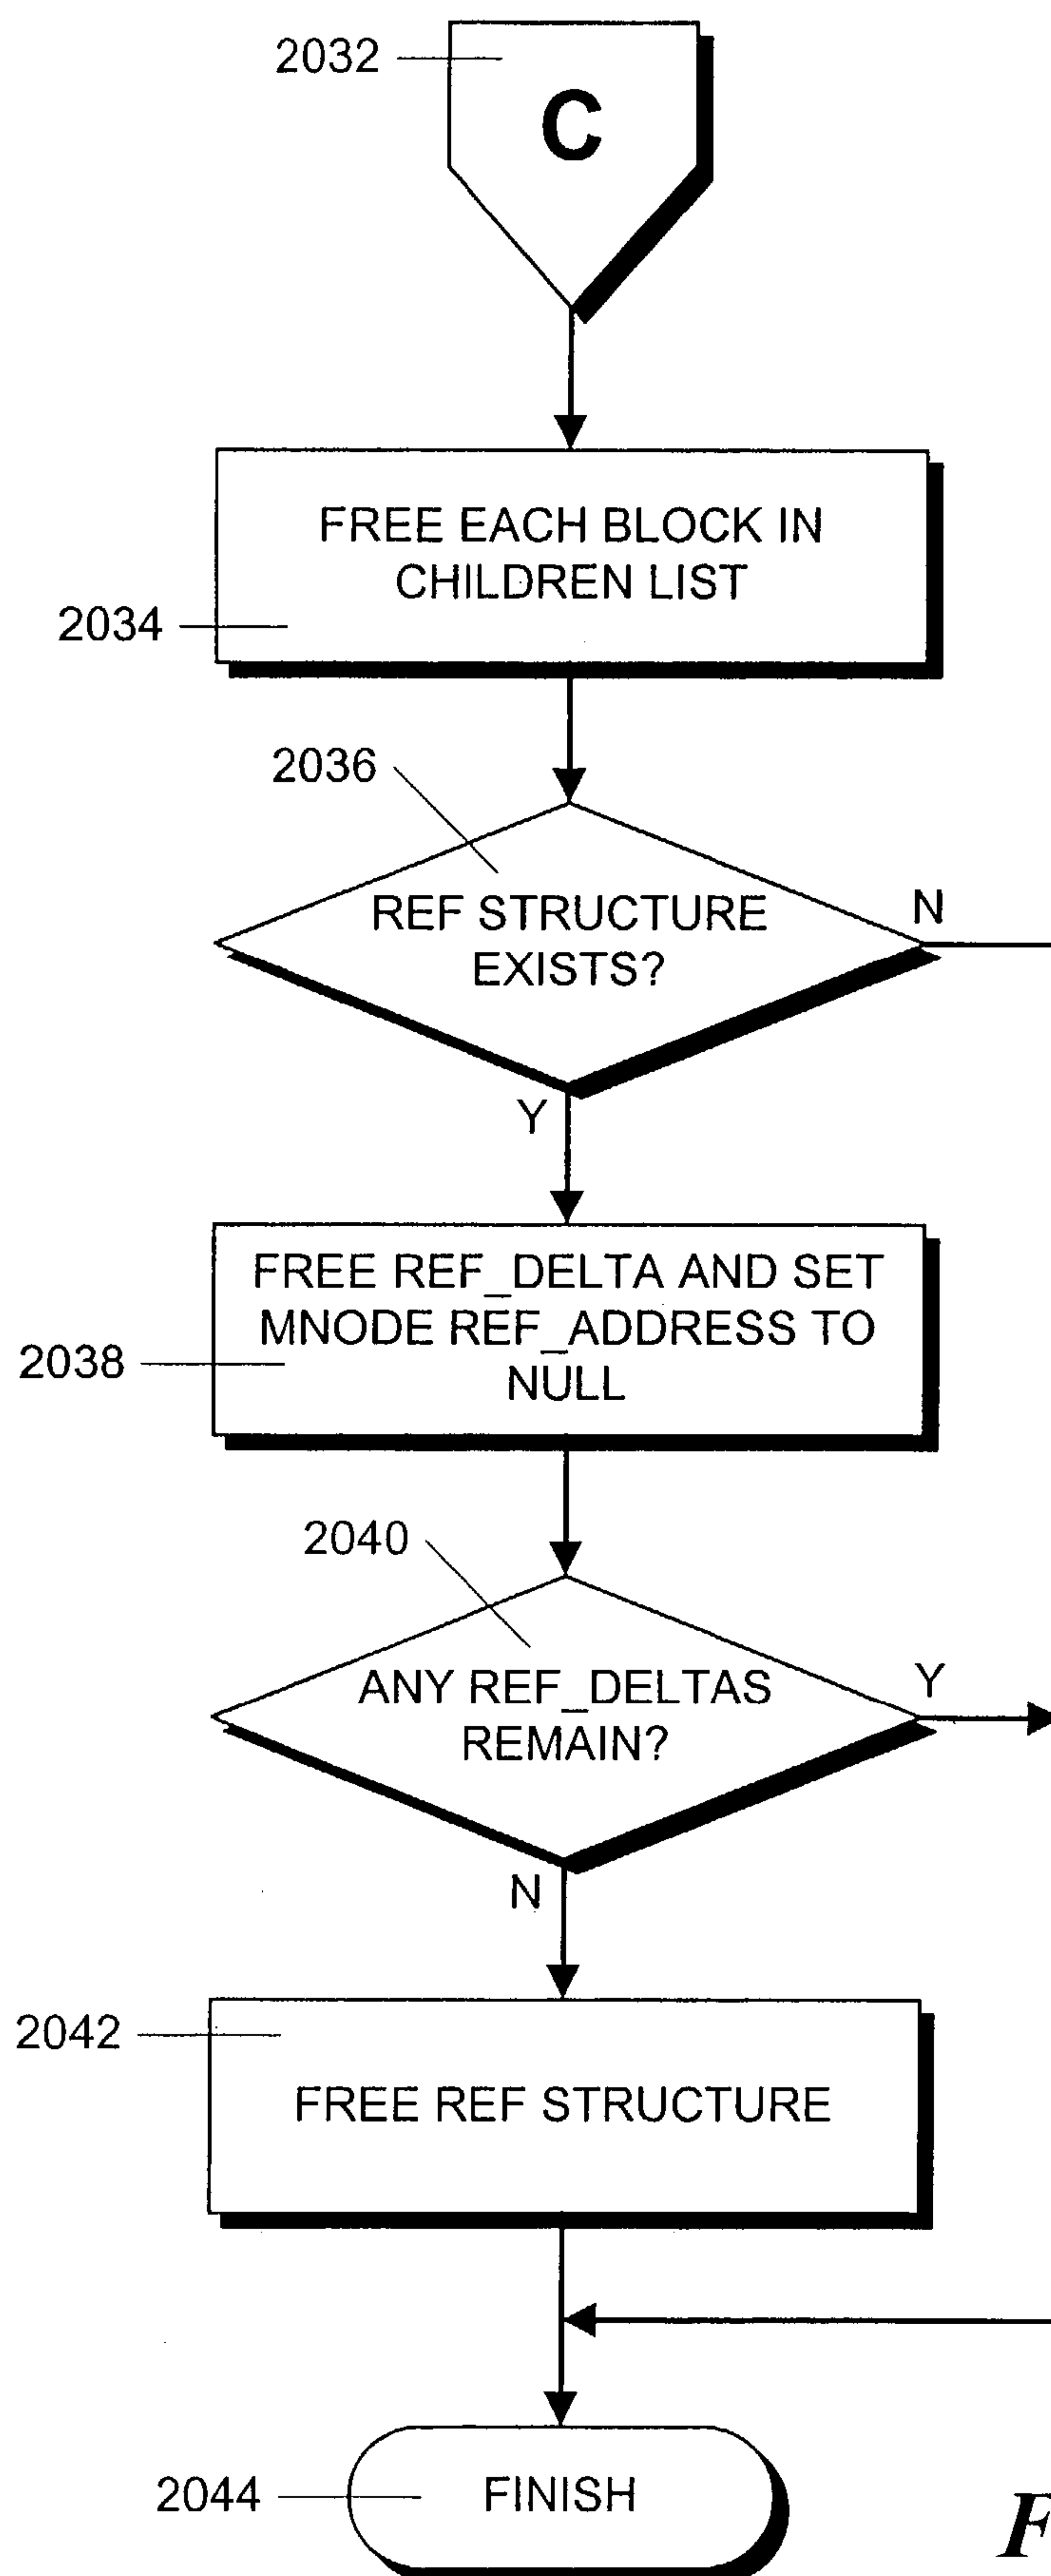 2032
C
FREE EACH BLOCK IN
CHILDREN LIST
2034
2036
REF STRUCTURE
EXISTS?
N
Y
FREE REF_DELTA AND SET
MNODE REF_ADDRESS TO
NULL
2038
2040
ANY REF_DELTAS
REMAIN?
Y
N
2042
FREE REF STRUCTURE
2044
FINISH
F